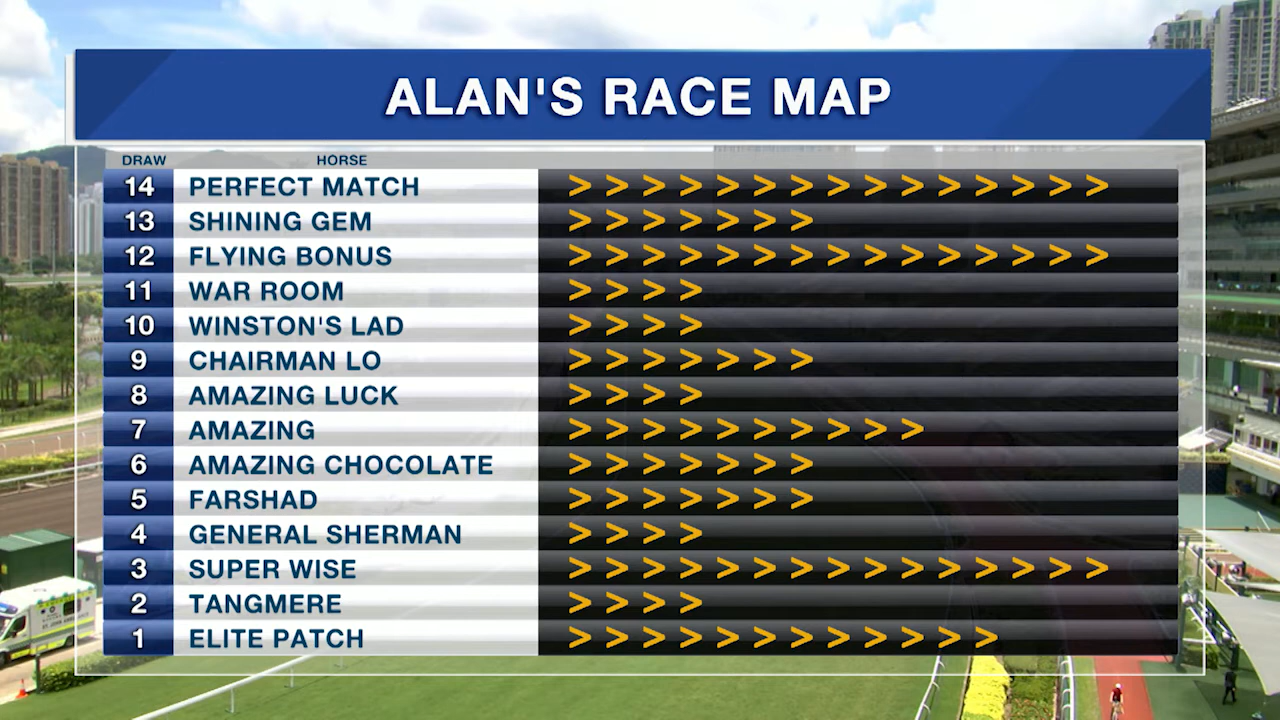 ALAN'S RACE MAP
DRAW HORSE
14 PERFECT MATCH > > > > > > > > > > > > > > >
13 SHINING GEM > > > > > > >
12 FLYING BONUS > > > > > > > > > > > > > > >
11 WAR ROOM > > > >
10 WINSTON'S LAD > > > >
9 CHAIRMAN LO > > > > > > >
8 AMAZING LUCK > > > >
7 AMAZING > > > > > > > > > >
6 AMAZING CHOCOLATE > > > > > > >
5 FARSHAD > > > > > > >
4 GENERAL SHERMAN > > > >
3 SUPER WISE > > > > > > > > > > > > > > >
2 TANGMERE > > > >
1 ELITE PATCH > > > > > > > > > > > >